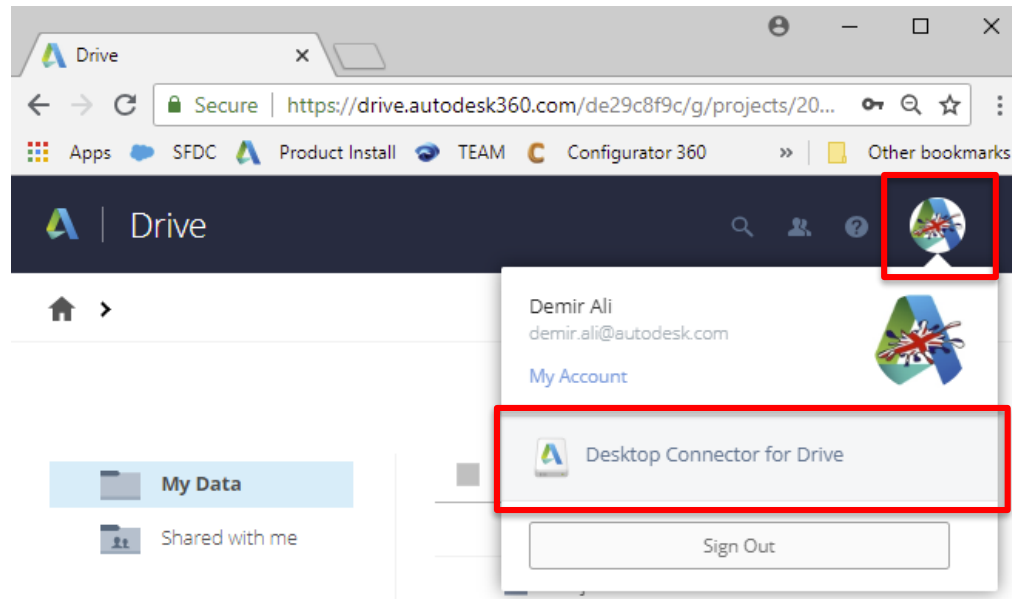 Drive
Secure | https://drive.autodesk360.com/de29c8f9c/g/projects/20...
Apps SFDC Product Install TEAM C Configurator 360 » Other bookmarks
Drive
Demir Ali
demir.ali@autodesk.com
My Account
Desktop Connector for Drive
My Data
Shared with me
Sign Out